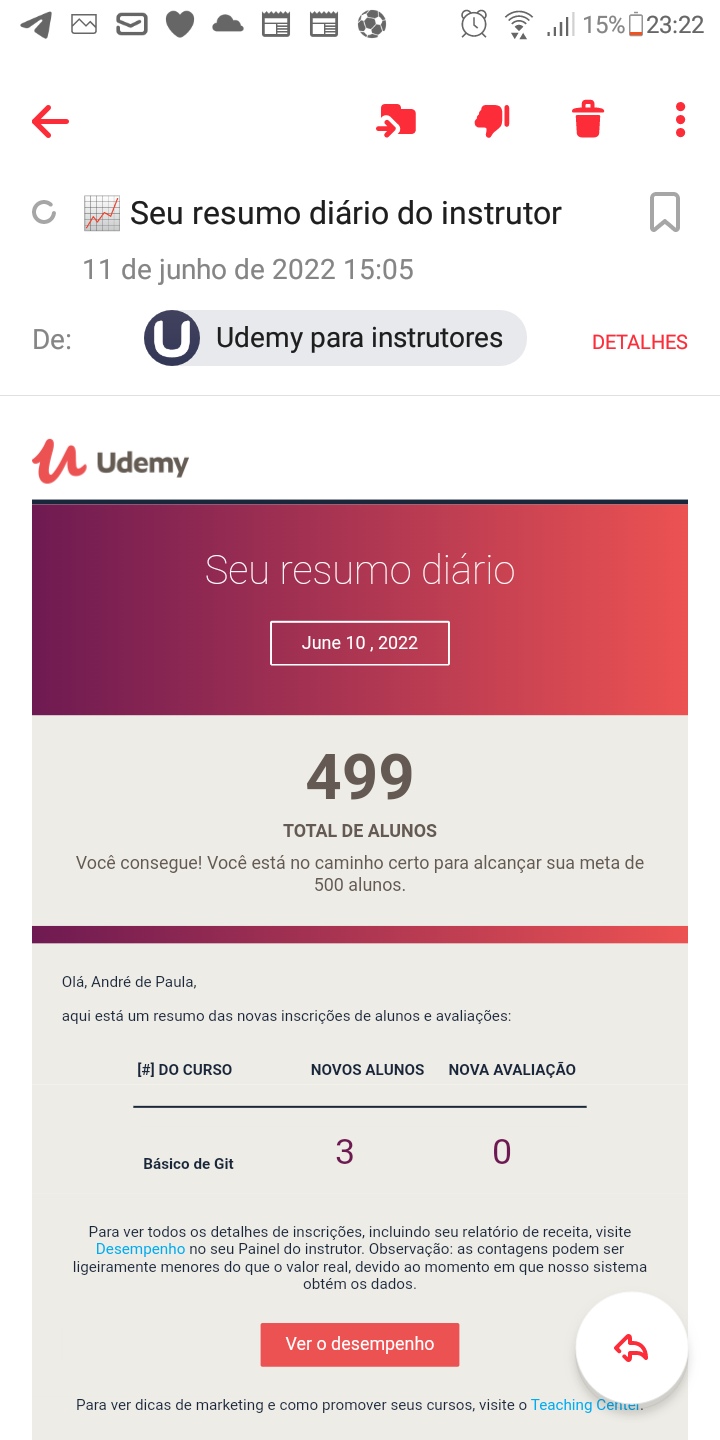 15% 23:22
Seu resumo diário do instrutor
11 de junho de 2022 15:05
De: Udemy para instrutores DETALHES
Udemy
Seu resumo diário
June 10 , 2022
499
TOTAL DE ALUNOS
Você consegue! Você está no caminho certo para alcançar sua meta de
500 alunos.
Olá, André de Paula,
aqui está um resumo das novas inscrições de alunos e avaliações:
[#] DO CURSO NOVOS ALUNOS NOVA AVALIAÇÃO
Básico de Git 3 0
Para ver todos os detalhes de inscrições, incluindo seu relatório de receita, visite
Desempenho no seu Painel do instrutor. Observação: as contagens podem ser
ligeiramente menores do que o valor real, devido ao momento em que nosso sistema
obtém os dados.
Ver o desempenho
Para ver dicas de marketing e como promover seus cursos, visite o Teaching Center.